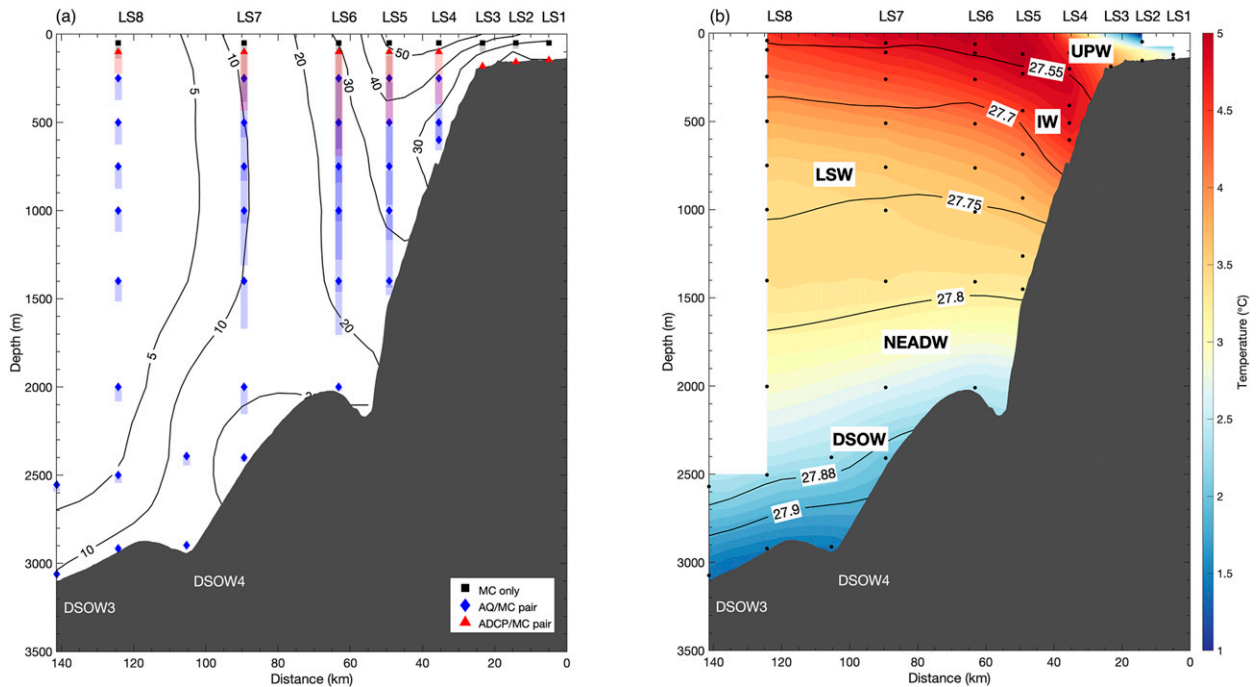 (a) LS8 LS7 LS6 LS5 LS4 LS3 LS2 LS1
0
500
1000
1500
2000
2500
3000
3500
Depth (m)
5
10
20
30
40
50
30
5
10
20
10
DSOW4
DSOW3
MC only
AQ/MC pair
ADCP/MC pair
140 120 100 80 60 40 20 0
Distance (km)
(b) LS8 LS7 LS6 LS5 LS4 LS3 LS2 LS1
0
500
1000
1500
2000
2500
3000
3500
Depth (m)
UPW
27.55
27.7
IW
LSW
27.75
27.8
NEADW
DSOW
27.88
27.9
DSOW4
DSOW3
140 120 100 80 60 40 20 0
Distance (km)
5
4.5
4
3.5
3
2.5
2
1.5
1
Temperature (°C)